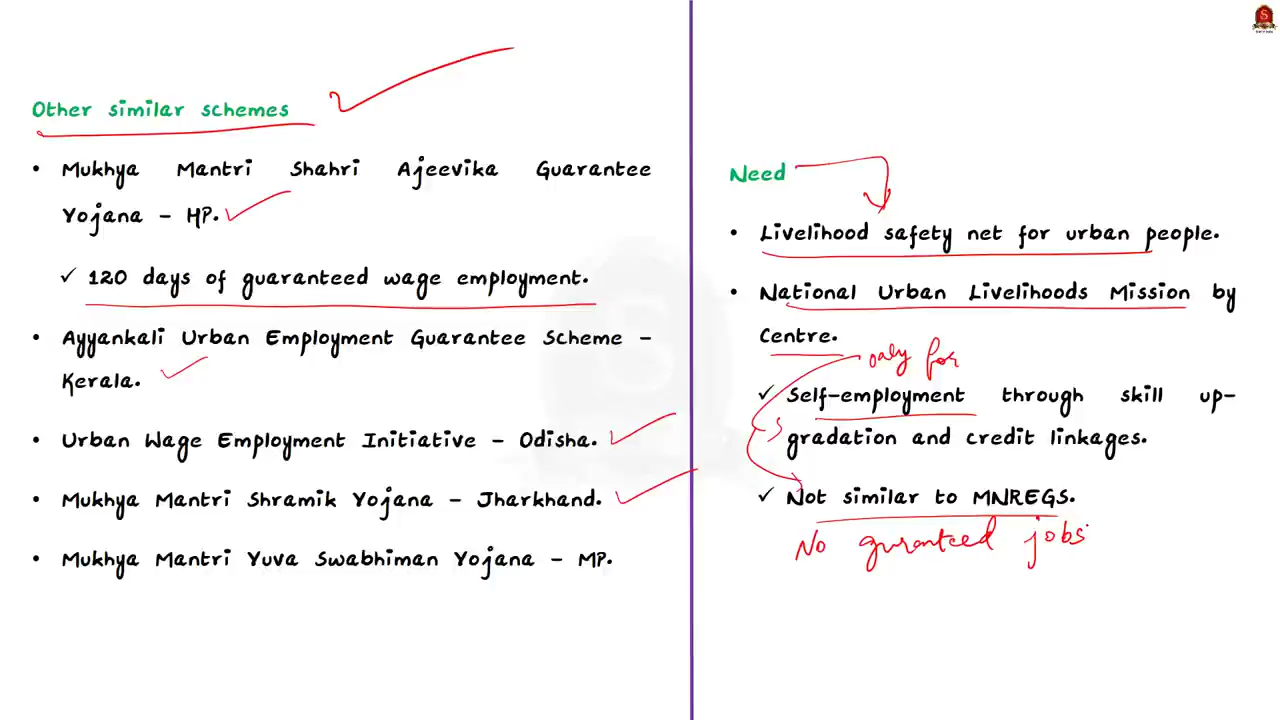 Other similar schemes
• Mukhya Mantri Shahri Ajeevika Guarantee
Yojana – HP.
✓ 120 days of guaranteed wage employment.
• Ayyankali Urban Employment Guarantee Scheme –
Kerala.
• Urban Wage Employment Initiative – Odisha.
• Mukhya Mantri Shramik Yojana – Jharkhand.
• Mukhya Mantri Yuva Swabhiman Yojana – MP.
Need
• Livelihood safety net for urban people.
• National Urban Livelihoods Mission by
Centre.
only for
✓ Self-employment through skill up-
gradation and credit linkages.
✓ Not similar to MNREGS.
No guranteed jobs